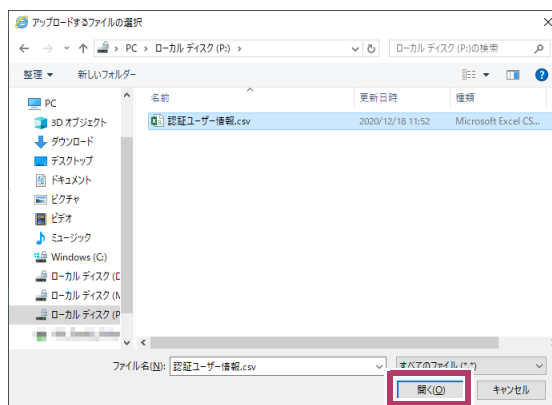 アップロードするファイルの選択
PC › ローカル ディスク (P:) ›
ローカル ディスク (P:)の検索
整理 新しいフォルダー
名前 更新日時 種類
PC
3D オブジェクト
ダウンロード
デスクトップ
ドキュメント
ピクチャ
ビデオ
ミュージック
Windows (C:)
ローカル ディスク (D
ローカル ディスク (M
ローカル ディスク (P
認証ユーザー情報.csv 2020/12/18 11:52 Microsoft Excel CS...
ファイル名(N): 認証ユーザー情報.csv すべてのファイル (*.*)
開く(O) キャンセル